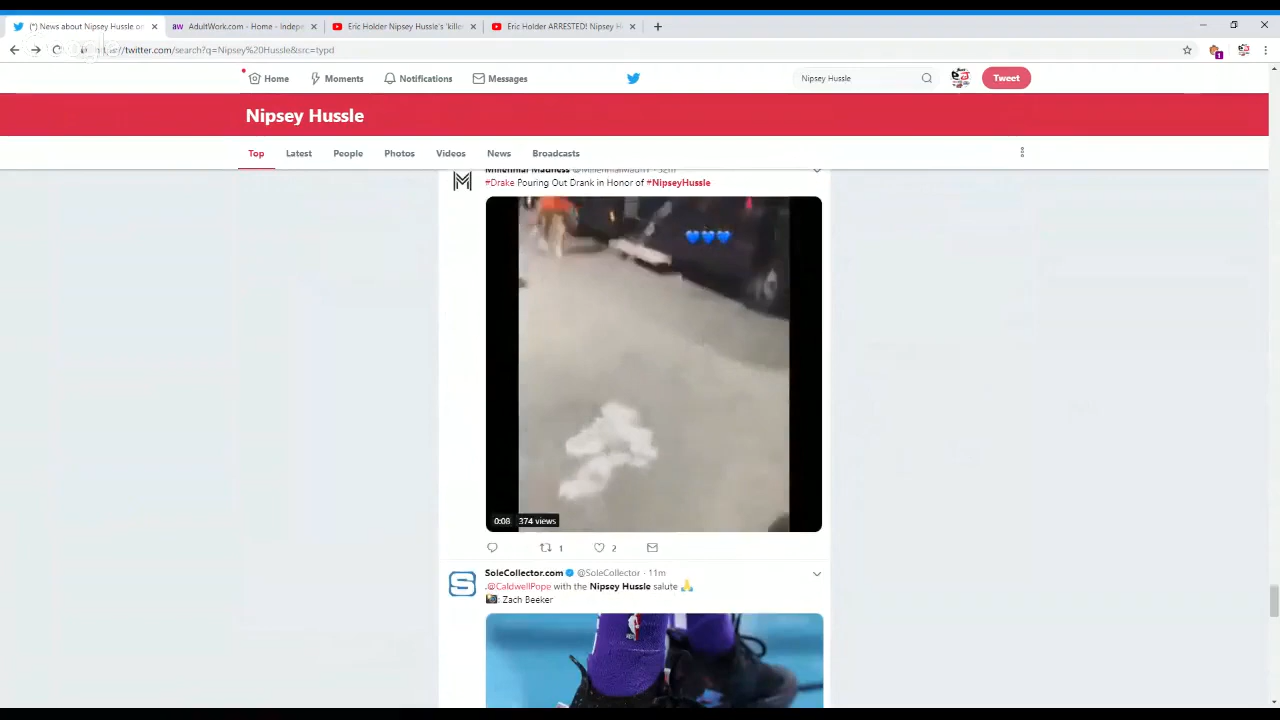 (*) News about Nipsey Hussle on
AdultWork.com - Home - Indepe
Eric Holder Nipsey Hussle's 'killer
Eric Holder ARRESTED! Nipsey H
//twitter.com/search?q=Nipsey%20Hussle&src=typd
1
Home
Moments
Notifications
Messages
Nipsey Hussle
Tweet
Nipsey Hussle
Top
Latest
People
Photos
Videos
News
Broadcasts
Millennial Madness
#Drake Pouring Out Drank in Honor of #NipseyHussle
0:08 374 views
1 2
SoleCollector.com @SoleCollector · 11m
.@CaldwellPope with the Nipsey Hussle salute 🙏
📸: Zach Beeker